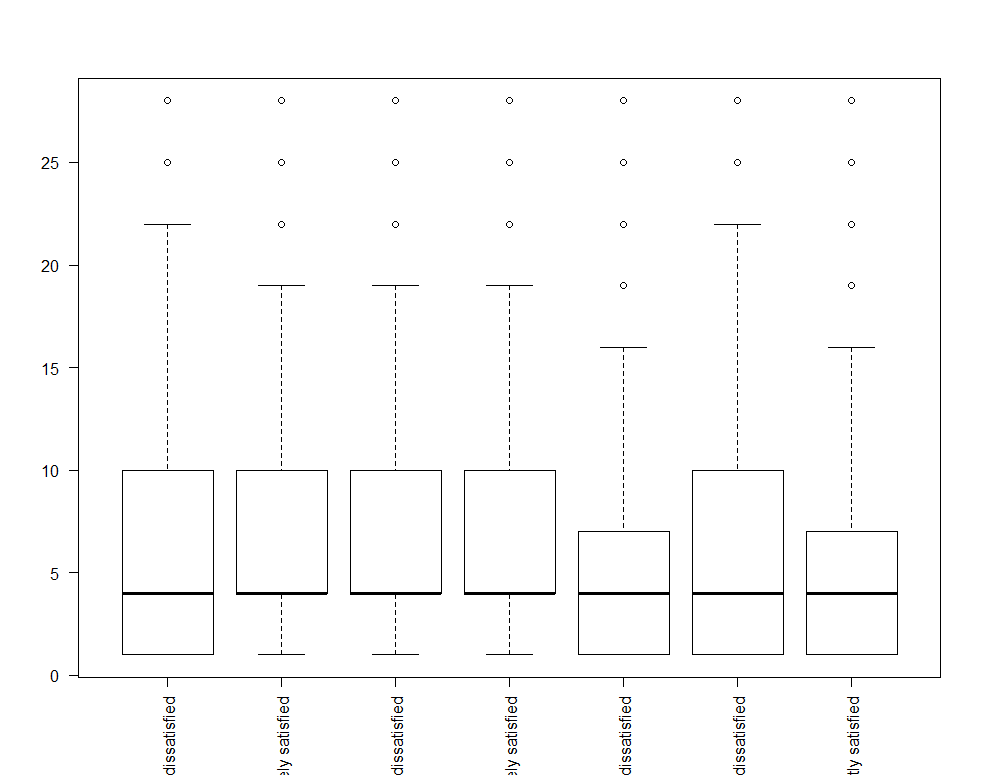 25
20
15
10
5
0
dissatisfied
ely satisfied
dissatisfied
ely satisfied
dissatisfied
dissatisfied
tly satisfied